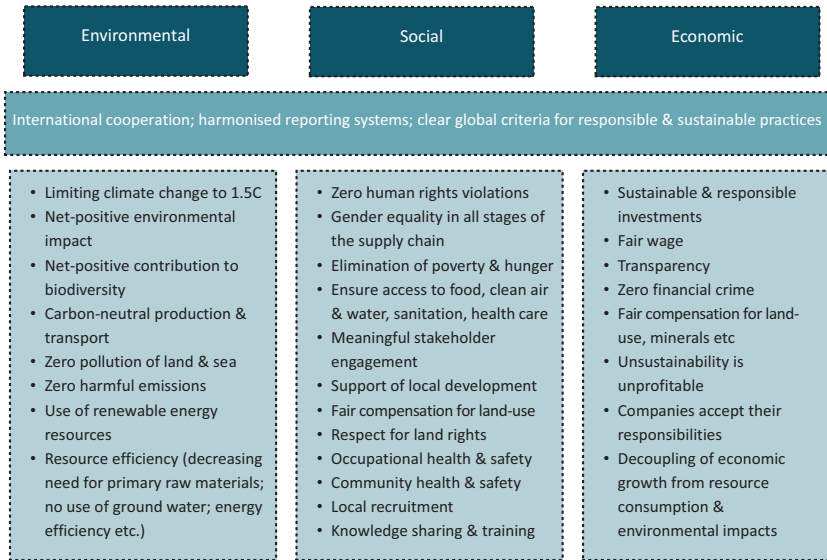 Environmental
Social
Economic
International cooperation; harmonised reporting systems; clear global criteria for responsible & sustainable practices
• Limiting climate change to 1.5C
• Net-positive environmental
impact
• Net-positive contribution to
biodiversity
• Carbon-neutral production &
transport
• Zero pollution of land & sea
• Zero harmful emissions
• Use of renewable energy
resources
• Resource efficiency (decreasing
need for primary raw materials;
no use of ground water; energy
efficiency etc.)
• Zero human rights violations
• Gender equality in all stages of
the supply chain
• Elimination of poverty & hunger
• Ensure access to food, clean air
& water, sanitation, health care
• Meaningful stakeholder
engagement
• Support of local development
• Fair compensation for land-use
• Respect for land rights
• Occupational health & safety
• Community health & safety
• Local recruitment
• Knowledge sharing & training
• Sustainable & responsible
investments
• Fair wage
• Transparency
• Zero financial crime
• Fair compensation for land-
use, minerals etc
• Unsustainability is
unprofitable
• Companies accept their
responsibilities
• Decoupling of economic
growth from resource
consumption &
environmental impacts